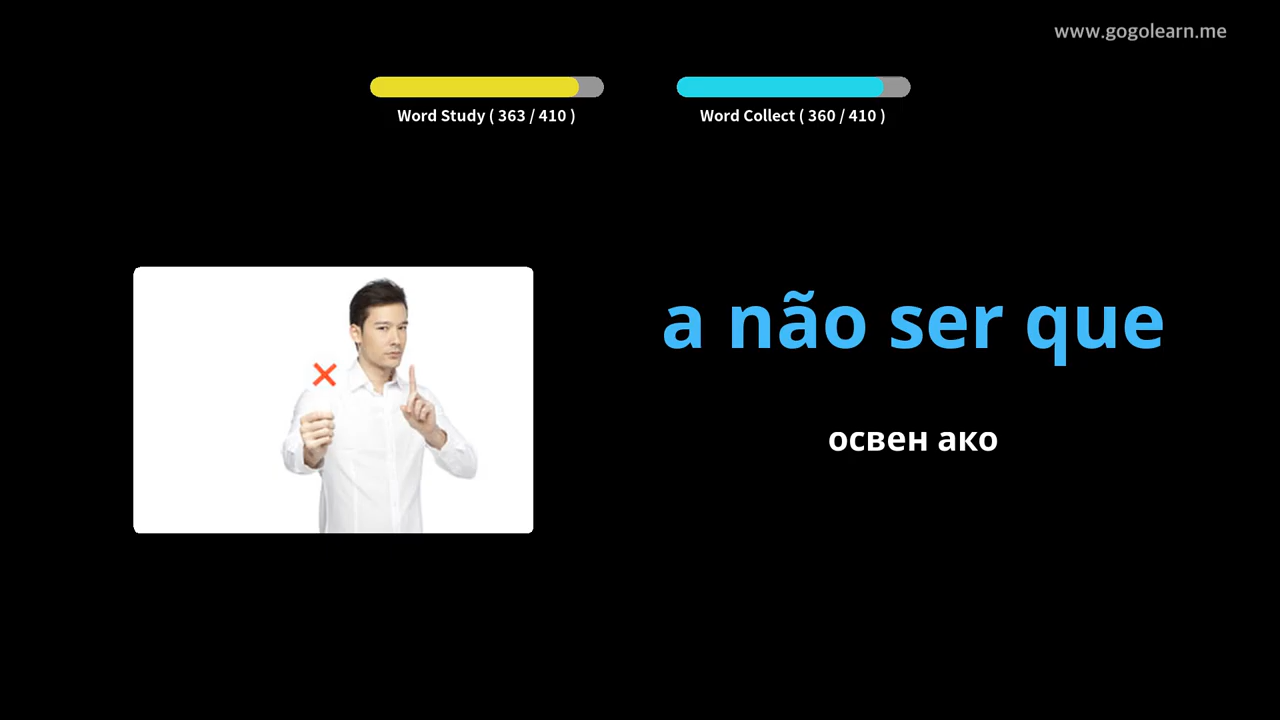 www.gogolearn.me
Word Study ( 363 / 410 )
Word Collect ( 360 / 410 )
a não ser que
освен ако